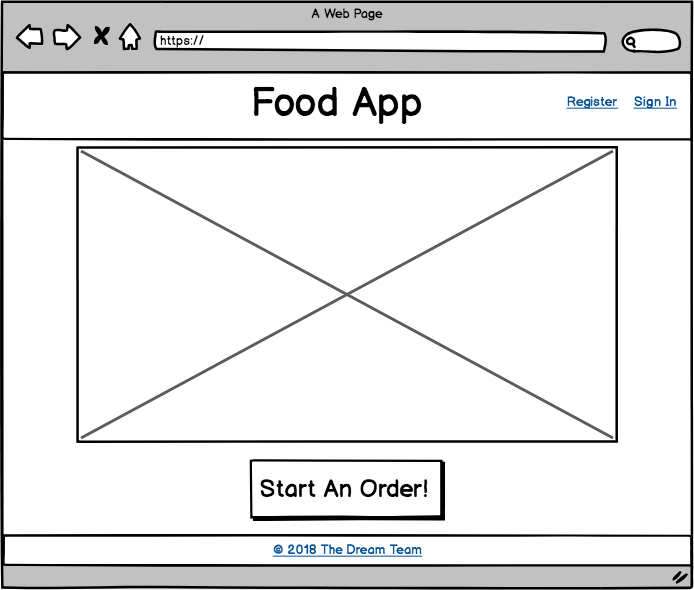 A Web Page
https://
Food App
Register Sign In
Start An Order!
© 2018 The Dream Team